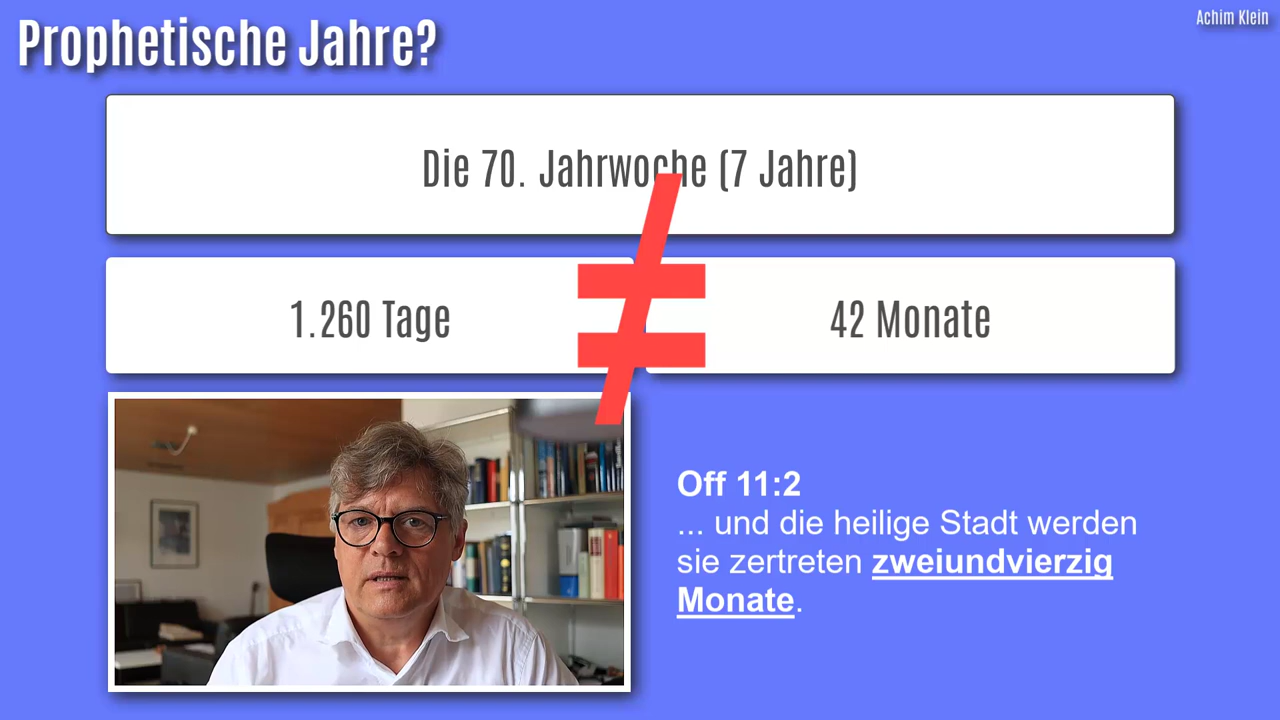 Prophetische Jahre?
Achim Klein
Die 70. Jahrwoche (7 Jahre)
≠
1.260 Tage
42 Monate
Off 11:2
... und die heilige Stadt werden
sie zertreten zweiundvierzig
Monate.